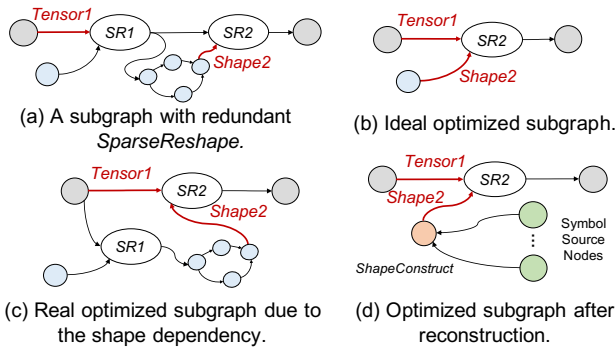 Tensor1
SR1
SR2
Shape2
(a) A subgraph with redundant
SparseReshape.
Tensor1
SR2
Shape2
(b) Ideal optimized subgraph.
Tensor1
SR2
Shape2
SR1
(c) Real optimized subgraph due to
the shape dependency.
Tensor1
SR2
Shape2
ShapeConstruct
Symbol
Source
Nodes
(d) Optimized subgraph after
reconstruction.